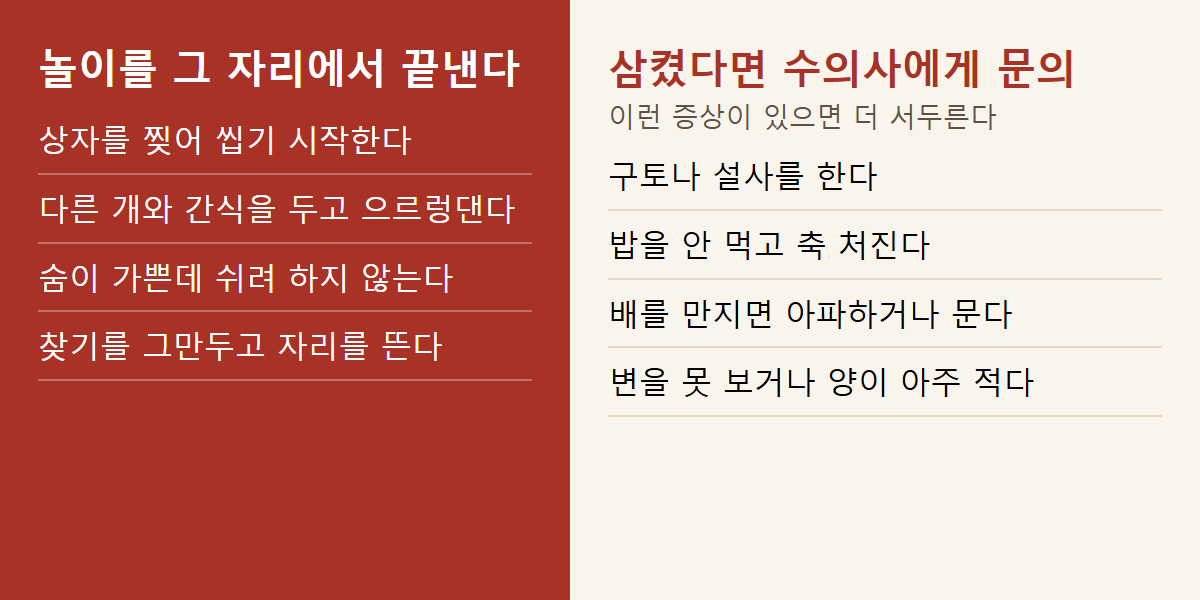 놀이를 그 자리에서 끝낸다
상자를 찢어 씹기 시작한다
다른 개와 간식을 두고 으르렁댄다
숨이 가쁜데 쉬려 하지 않는다
찾기를 그만두고 자리를 뜬다
삼켰다면 수의사에게 문의
이런 증상이 있으면 더 서두른다
구토나 설사를 한다
밥을 안 먹고 축 처진다
배를 만지면 아파하거나 문다
변을 못 보거나 양이 아주 적다